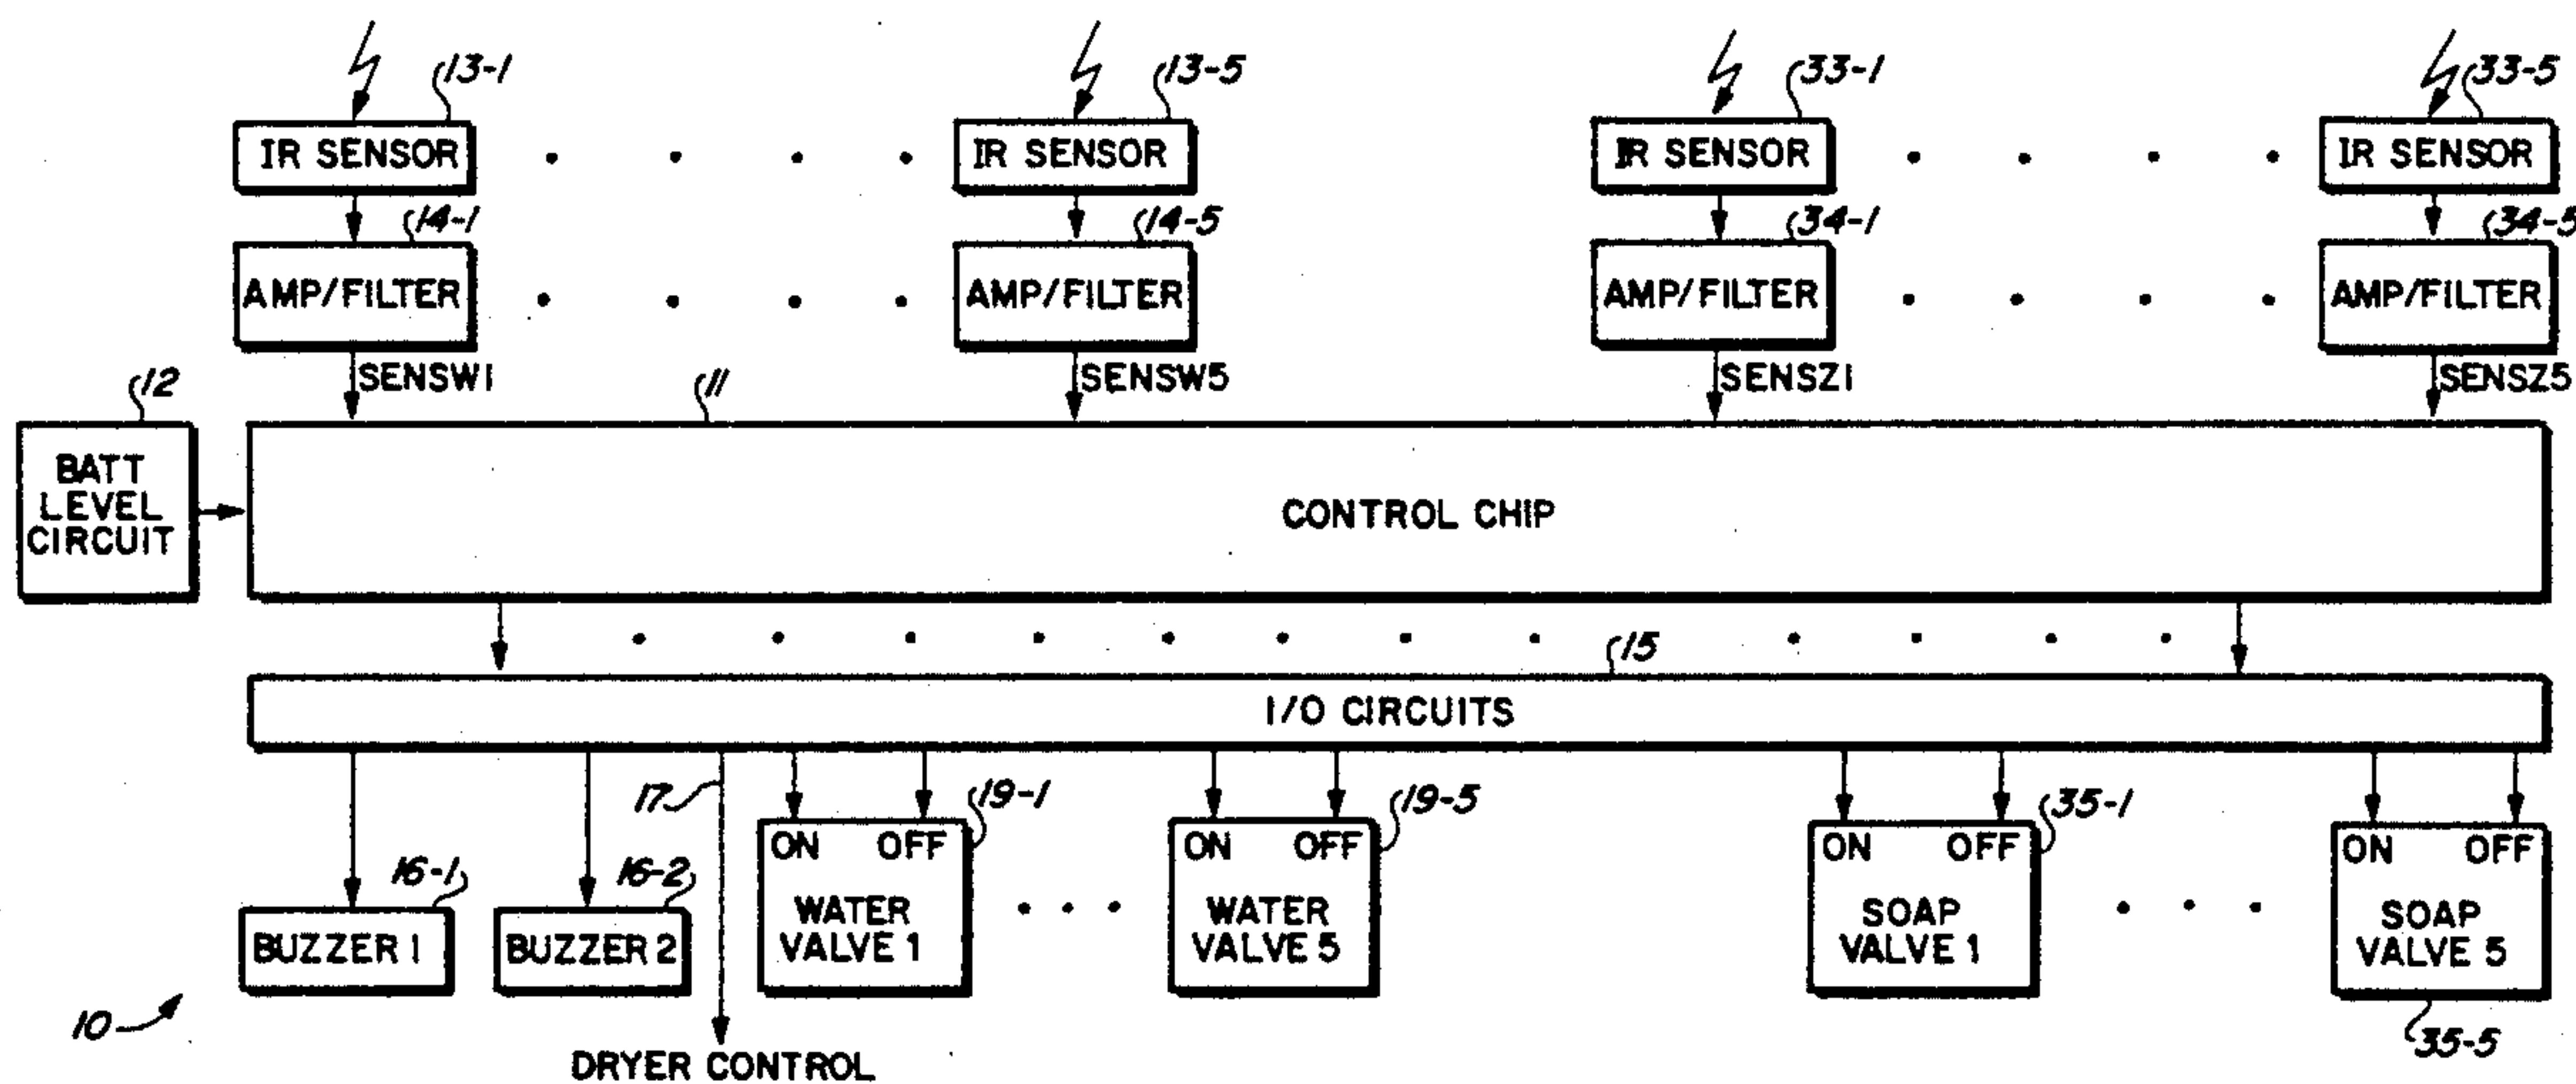 13-1 13-5 33-1 33-5
IR SENSOR IR SENSOR IR SENSOR IR SENSOR
14-1 14-5 34-1 34-5
AMP/FILTER AMP/FILTER AMP/FILTER AMP/FILTER
SENSW1 SENSW5 SENSZ1 SENSZ5
12 11
BATT
LEVEL
CIRCUIT
CONTROL CHIP
15
I/O CIRCUITS
17 19-1 19-5 35-1
ON OFF ON OFF ON OFF ON OFF
16-1 16-2
WATER
VALVE 1
WATER
VALVE 5
SOAP
VALVE 1
SOAP
VALVE 5
BUZZER 1 BUZZER 2
10
35-5
DRYER CONTROL